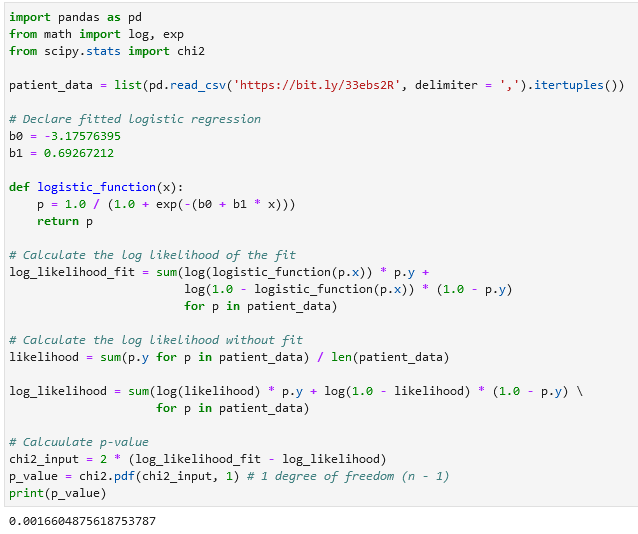 import pandas as pd
from math import log, exp
from scipy.stats import chi2

patient_data = list(pd.read_csv('https://bit.ly/33ebs2R', delimiter = ',').itertuples())

# Declare fitted logistic regression
b0 = -3.17576395
b1 = 0.69267212

def logistic_function(x):
    p = 1.0 / (1.0 + exp(-(b0 + b1 * x)))
    return p

# Calculate the log likelihood of the fit
log_likelihood_fit = sum(log(logistic_function(p.x)) * p.y +
                        log(1.0 - logistic_function(p.x)) * (1.0 - p.y)
                        for p in patient_data)

# Calculate the log likelihood without fit
likelihood = sum(p.y for p in patient_data) / len(patient_data)

log_likelihood = sum(log(likelihood) * p.y + log(1.0 - likelihood) * (1.0 - p.y) \
                    for p in patient_data)

# Calcuulate p-value
chi2_input = 2 * (log_likelihood_fit - log_likelihood)
p_value = chi2.pdf(chi2_input, 1) # 1 degree of freedom (n - 1)
print(p_value)

0.0016604875618753787